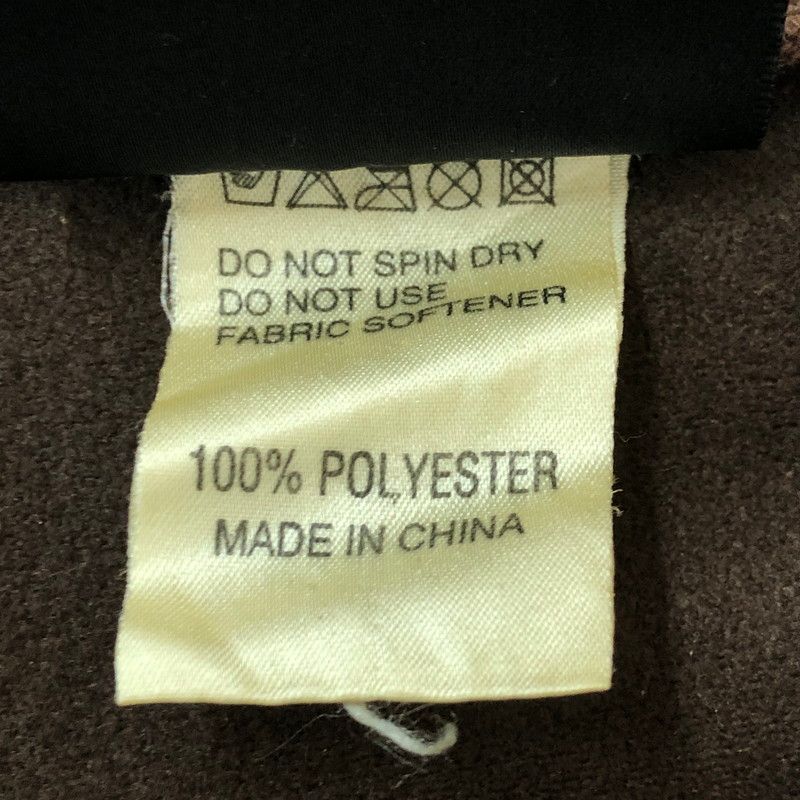 DO NOT SPIN DRY
DO NOT USE
FABRIC SOFTENER
100% POLYESTER
MADE IN CHINA